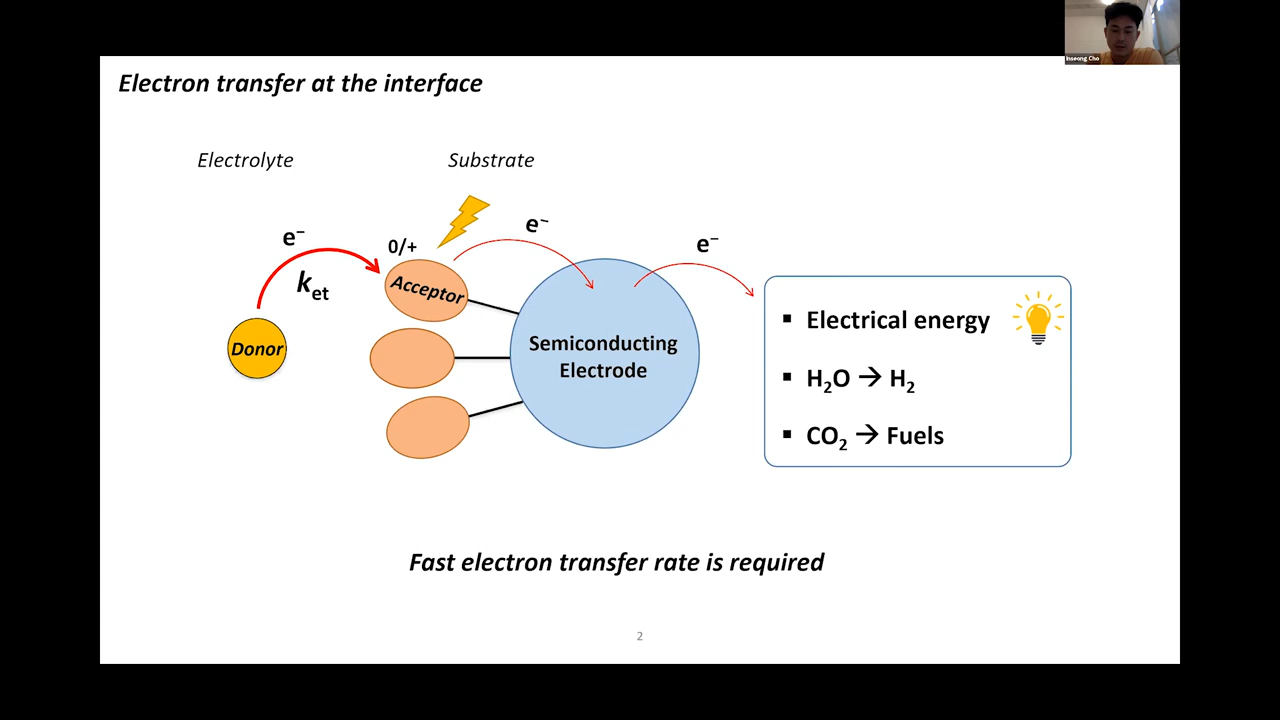 Inseong Cho
Electron transfer at the interface
Electrolyte
Substrate
e⁻
k_et
0/+
e⁻
e⁻
Donor
Acceptor
Semiconducting
Electrode
▪ Electrical energy
▪ H₂O → H₂
▪ CO₂ → Fuels
Fast electron transfer rate is required
2